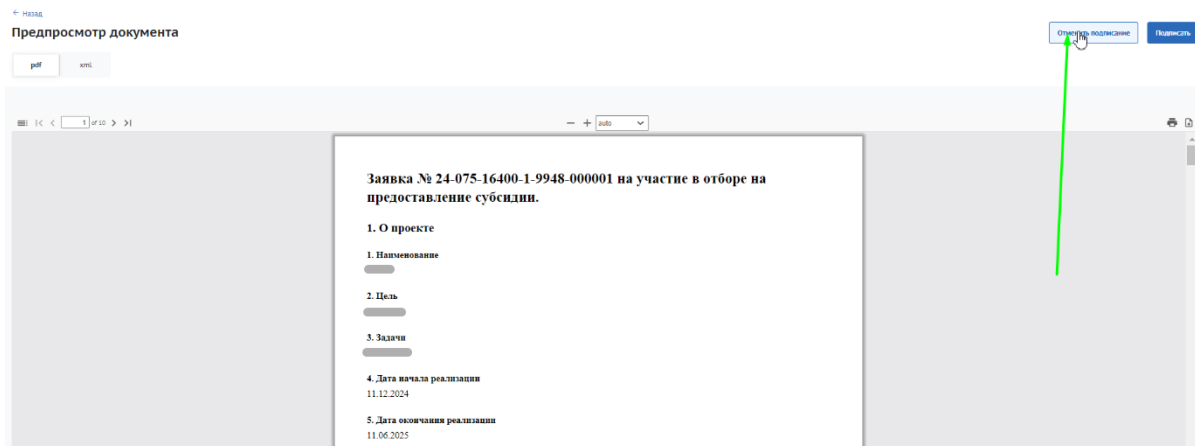 ← Назад
Предпросмотр документа
Отменить подписание
Подписать
pdf
xml
1 of 10
auto
Заявка № 24-075-16400-1-9948-000001 на участие в отборе на
предоставление субсидии.
1. О проекте
1. Наименование
2. Цель
3. Задачи
4. Дата начала реализации
11.12.2024
5. Дата окончания реализации
11.06.2025